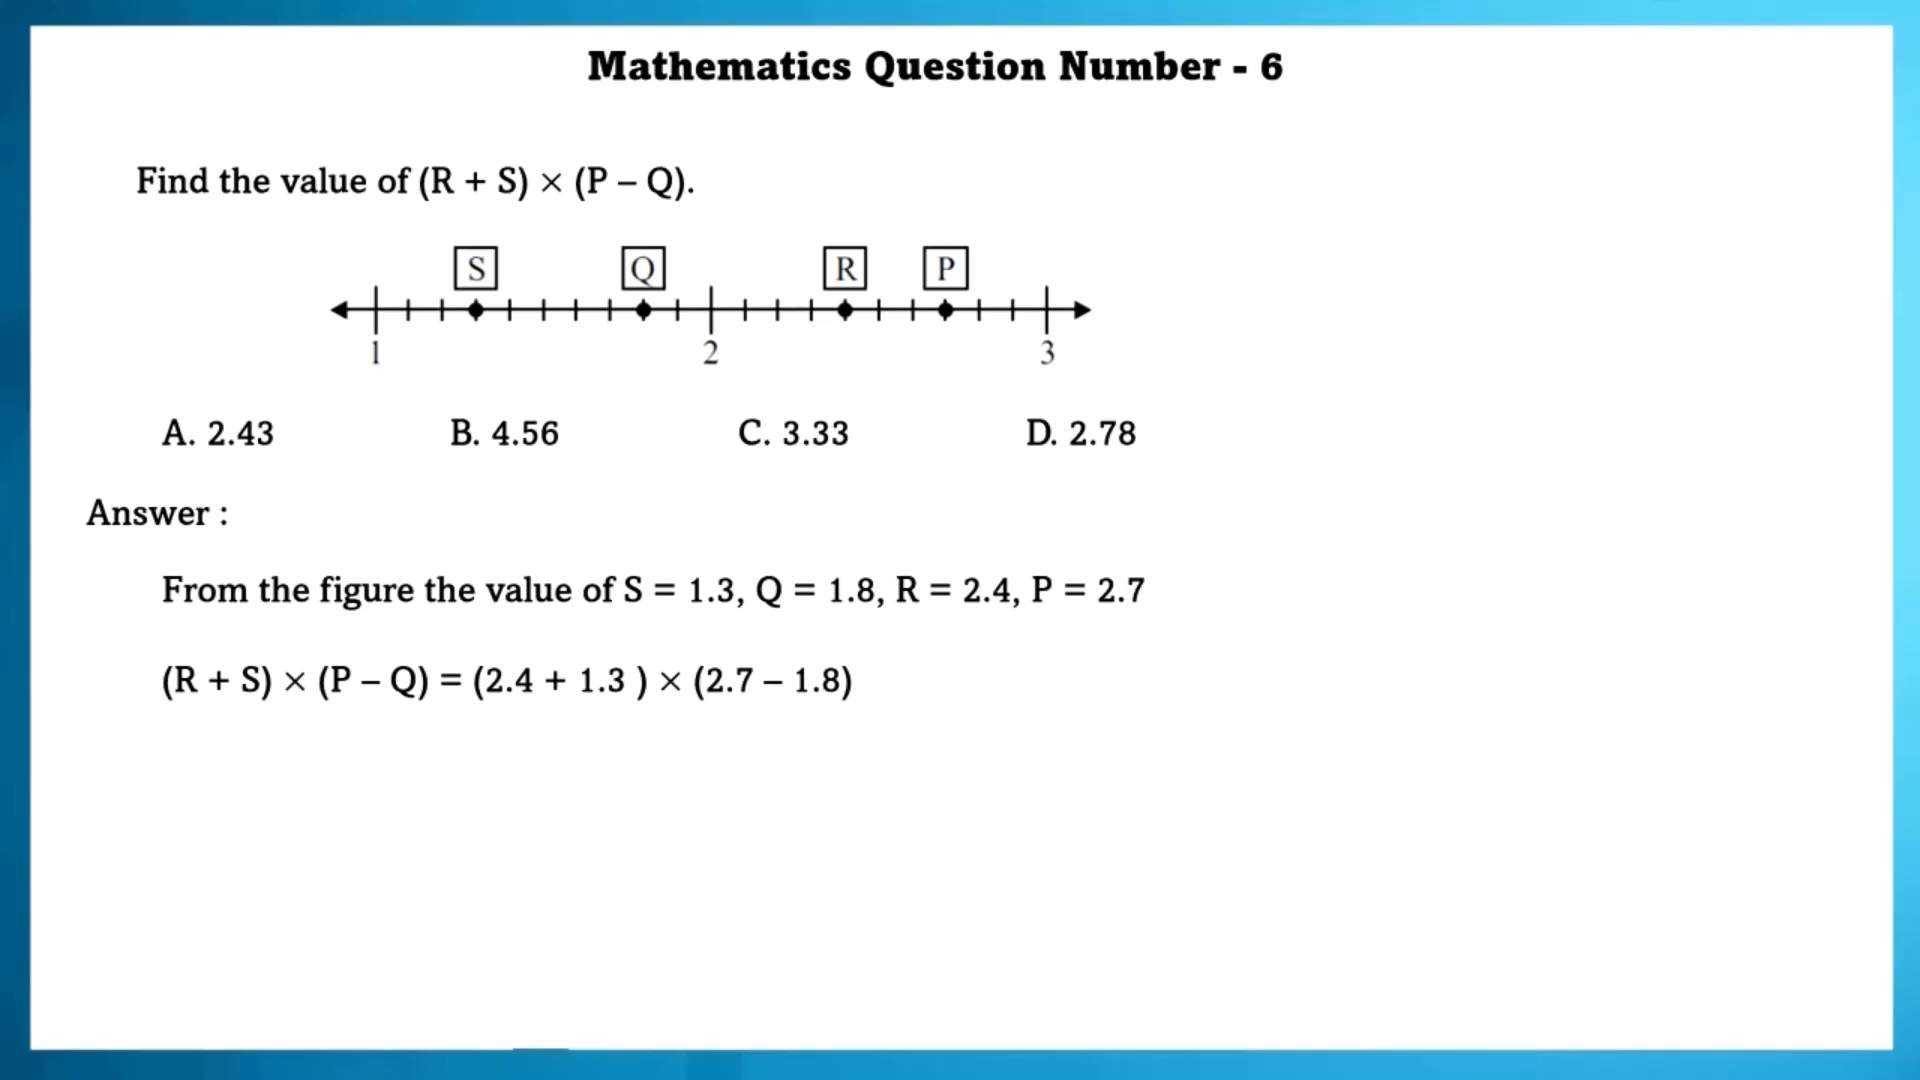 Mathematics Question Number - 6
Find the value of (R + S) × (P – Q).
S Q R P
1 2 3
A. 2.43 B. 4.56 C. 3.33 D. 2.78
Answer :
From the figure the value of S = 1.3, Q = 1.8, R = 2.4, P = 2.7
(R + S) × (P – Q) = (2.4 + 1.3 ) × (2.7 – 1.8)